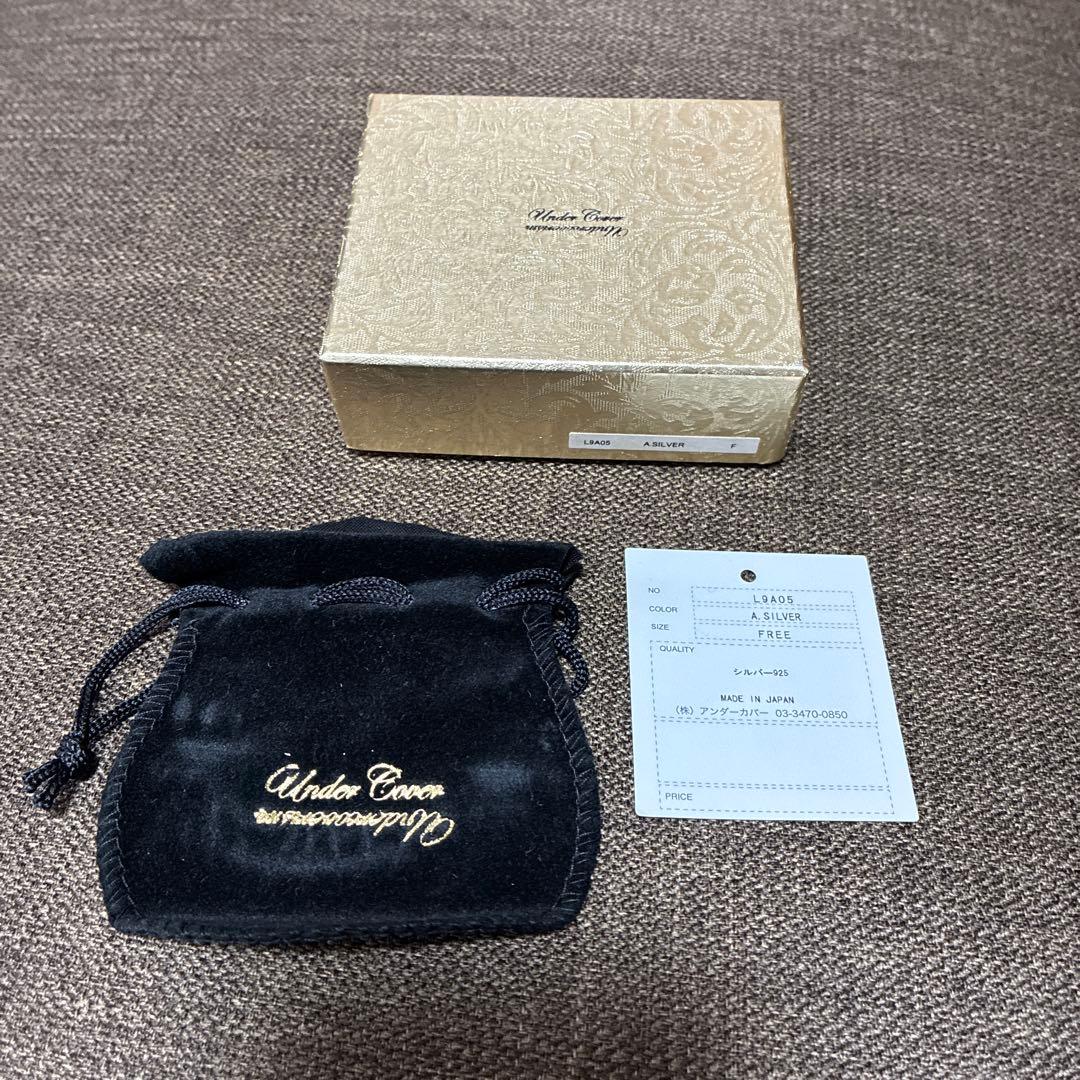 Under Cover
Undercoverism
L9A05 A.SILVER F
NO L9A05
COLOR A.SILVER
SIZE FREE
QUALITY
シルバー925
MADE IN JAPAN
（株）アンダーカバー 03-3470-0850
PRICE
Under Cover
Undercoverism